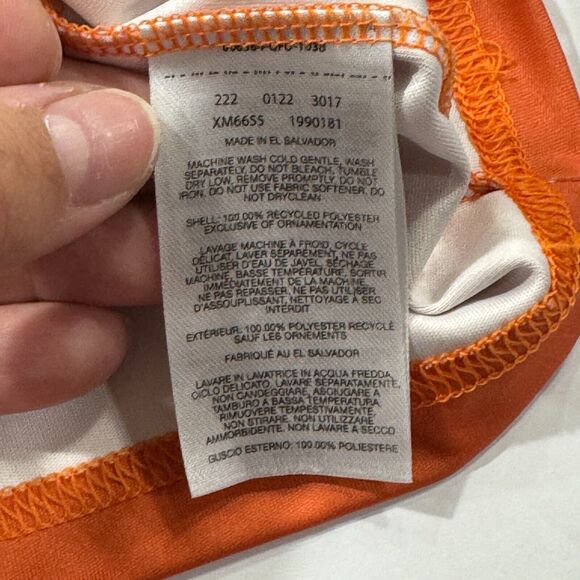 222 0122 3017
XM6655 1990181
MADE IN EL SALVADOR
MACHINE WASH COLD GENTLE, WASH
SEPARATELY, DO NOT BLEACH, TUMBLE
DRY LOW, REMOVE PROMPTLY, DO NOT
IRON, DO NOT USE FABRIC SOFTENER, DO
NOT DRYCLEAN
SHELL: 100.00% RECYCLED POLYESTER
EXCLUSIVE OF ORNAMENTATION
LAVAGE MACHINE À FROID, CYCLE
DÉLICAT, LAVER SÉPARÉMENT, NE PAS
UTILISER D'EAU DE JAVEL, SÉCHAGE
MACHINE, BASSE TEMPÉRATURE, SORTIR
IMMÉDIATEMENT DE LA MACHINE
NE PAS REPASSER, NE PAS UTILISER
D'ASSOUPLISSANT, NETTOYAGE A SEC
INTERDIT
EXTÉRIEUR: 100.00% POLYESTER RECYCLÉ
SAUF LES ORNEMENTS
FABRIQUÉ AU EL SALVADOR
LAVARE IN LAVATRICE IN ACQUA FREDDA,
CICLO DELICATO, LAVARE SEPARATAMENTE,
NON CANDEGGIARE, ASCIUGARE A
TAMBURO A BASSA TEMPERATURA,
RIMUOVERE TEMPESTIVAMENTE,
NON STIRARE, NON UTILIZZARE
AMMORBIDENTE, NON LAVARE A SECCO
GUSCIO ESTERNO: 100.00% POLIESTERE